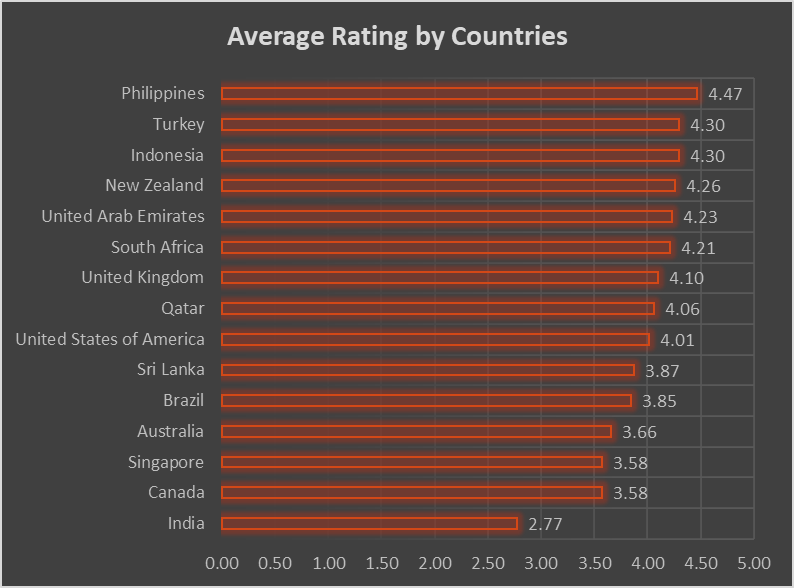 Average Rating by Countries
Philippines 4.47
Turkey 4.30
Indonesia 4.30
New Zealand 4.26
United Arab Emirates 4.23
South Africa 4.21
United Kingdom 4.10
Qatar 4.06
United States of America 4.01
Sri Lanka 3.87
Brazil 3.85
Australia 3.66
Singapore 3.58
Canada 3.58
India 2.77
0.00 0.50 1.00 1.50 2.00 2.50 3.00 3.50 4.00 4.50 5.00